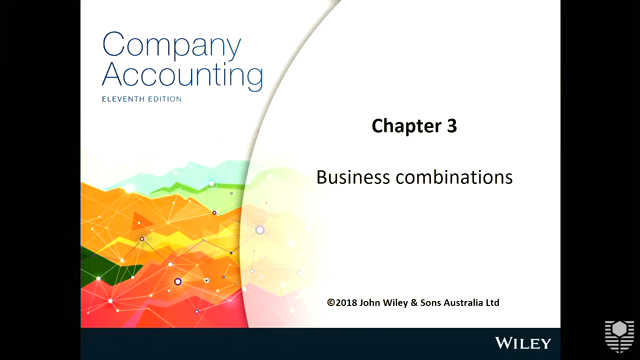 Company
Accounting
ELEVENTH EDITION
Chapter 3
Business combinations
©2018 John Wiley & Sons Australia Ltd
WILEY